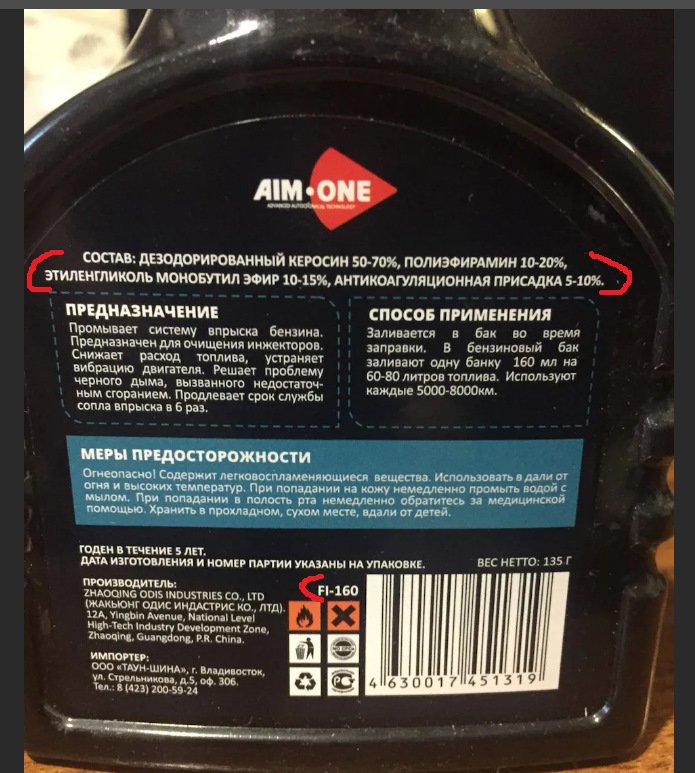 AIM•ONE
СОСТАВ: ДЕЗОДОРИРОВАННЫЙ КЕРОСИН 50-70%, ПОЛИЭФИРАМИН 10-20%,
ЭТИЛЕНГЛИКОЛЬ МОНОБУТИЛ ЭФИР 10-15%, АНТИКОАГУЛЯЦИОННАЯ ПРИСАДКА 5-10%.
ПРЕДНАЗНАЧЕНИЕ
Промывает систему впрыска бензина.
Предназначен для очищения инжекторов.
Снижает расход топлива, устраняет
вибрацию двигателя. Решает проблему
черного дыма, вызванного недостаточ-
ным сгоранием. Продлевает срок службы
сопла впрыска в 6 раз.
СПОСОБ ПРИМЕНЕНИЯ
Заливается в бак во время
заправки. В бензиновый бак
заливают одну банку 160 мл на
60-80 литров топлива. Используют
каждые 5000-8000км.
МЕРЫ ПРЕДОСТОРОЖНОСТИ
Огнеопасно! Содержит легковоспламеняющиеся вещества. Использовать в дали от
огня и высоких температур. При попадании на кожу немедленно промыть водой с
мылом. При попадании в полость рта немедленно обратитесь за медицинской
помощью. Хранить в прохладном, сухом месте, вдали от детей.
ГОДЕН В ТЕЧЕНИЕ 5 ЛЕТ.
ДАТА ИЗГОТОВЛЕНИЯ И НОМЕР ПАРТИИ УКАЗАНЫ НА УПАКОВКЕ.
ВЕС НЕТТО: 135 Г
ПРОИЗВОДИТЕЛЬ:
ZHAOQING ODIS INDUSTRIES CO., LTD
(ЖАКЬЮНГ ОДИС ИНДАСТРИС КО., ЛТД).
12A, Yingbin Avenue, National Level
High-Tech Industry Development Zone,
Zhaoqing, Guangdong, P.R. China.
ИМПОРТЕР:
ООО «ТАУН-ШИНА», г. Владивосток,
ул. Стрельникова, д.5, оф. 306.
Тел.: 8 (423) 200-59-24
FI-160
4 630017 451319